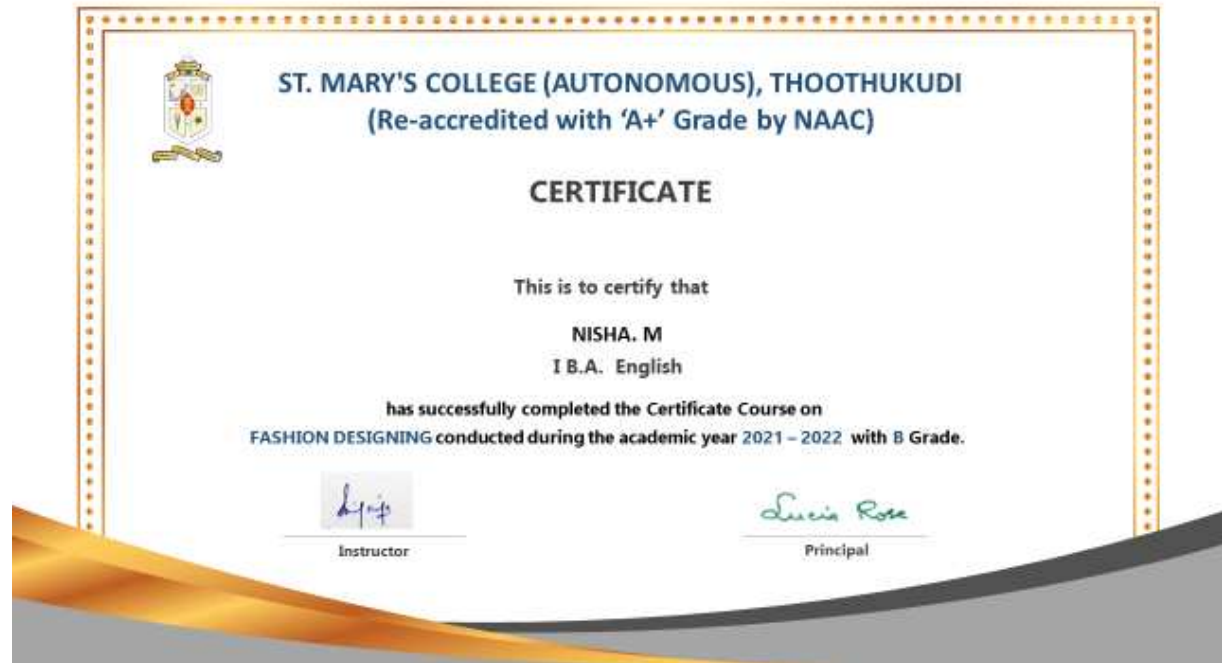 ST. MARY'S COLLEGE (AUTONOMOUS), THOOTHUKUDI
(Re-accredited with ‘A+’ Grade by NAAC)
CERTIFICATE
This is to certify that
NISHA. M
I B.A. English
has successfully completed the Certificate Course on
FASHION DESIGNING conducted during the academic year 2021 – 2022 with B Grade.
Lucia Rose
Instructor
Principal